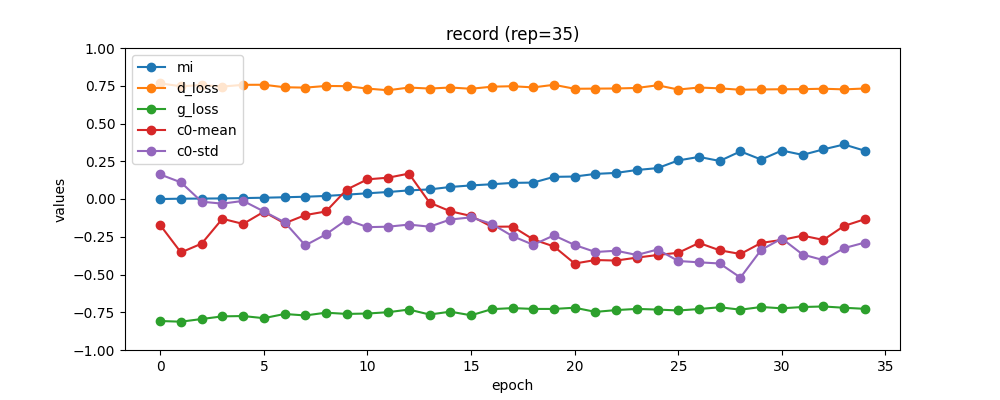 record (rep=35)
1.00
0.75
0.50
0.25
0.00
−0.25
−0.50
−0.75
−1.00
values
mi
d_loss
g_loss
c0-mean
c0-std
0 5 10 15 20 25 30 35
epoch